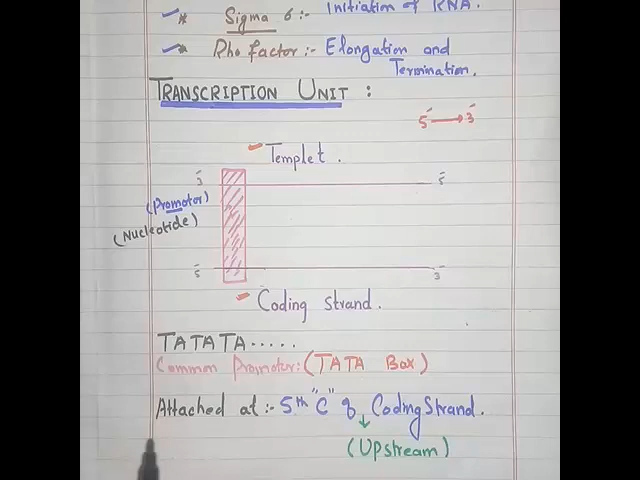 * Sigma 6 :- Initiation of RNA.
* Rho factor :- Elongation and
Termination.
TRANSCRIPTION UNIT :
5' → 3'
Templet .
3' 5'
(Promotor)
(Nucleotide)
5' 3'
Coding strand .
TATATA.....
Common Promotor: (TATA Box)
Attached at :- 5th "C" of Coding Strand.
(Upstream)